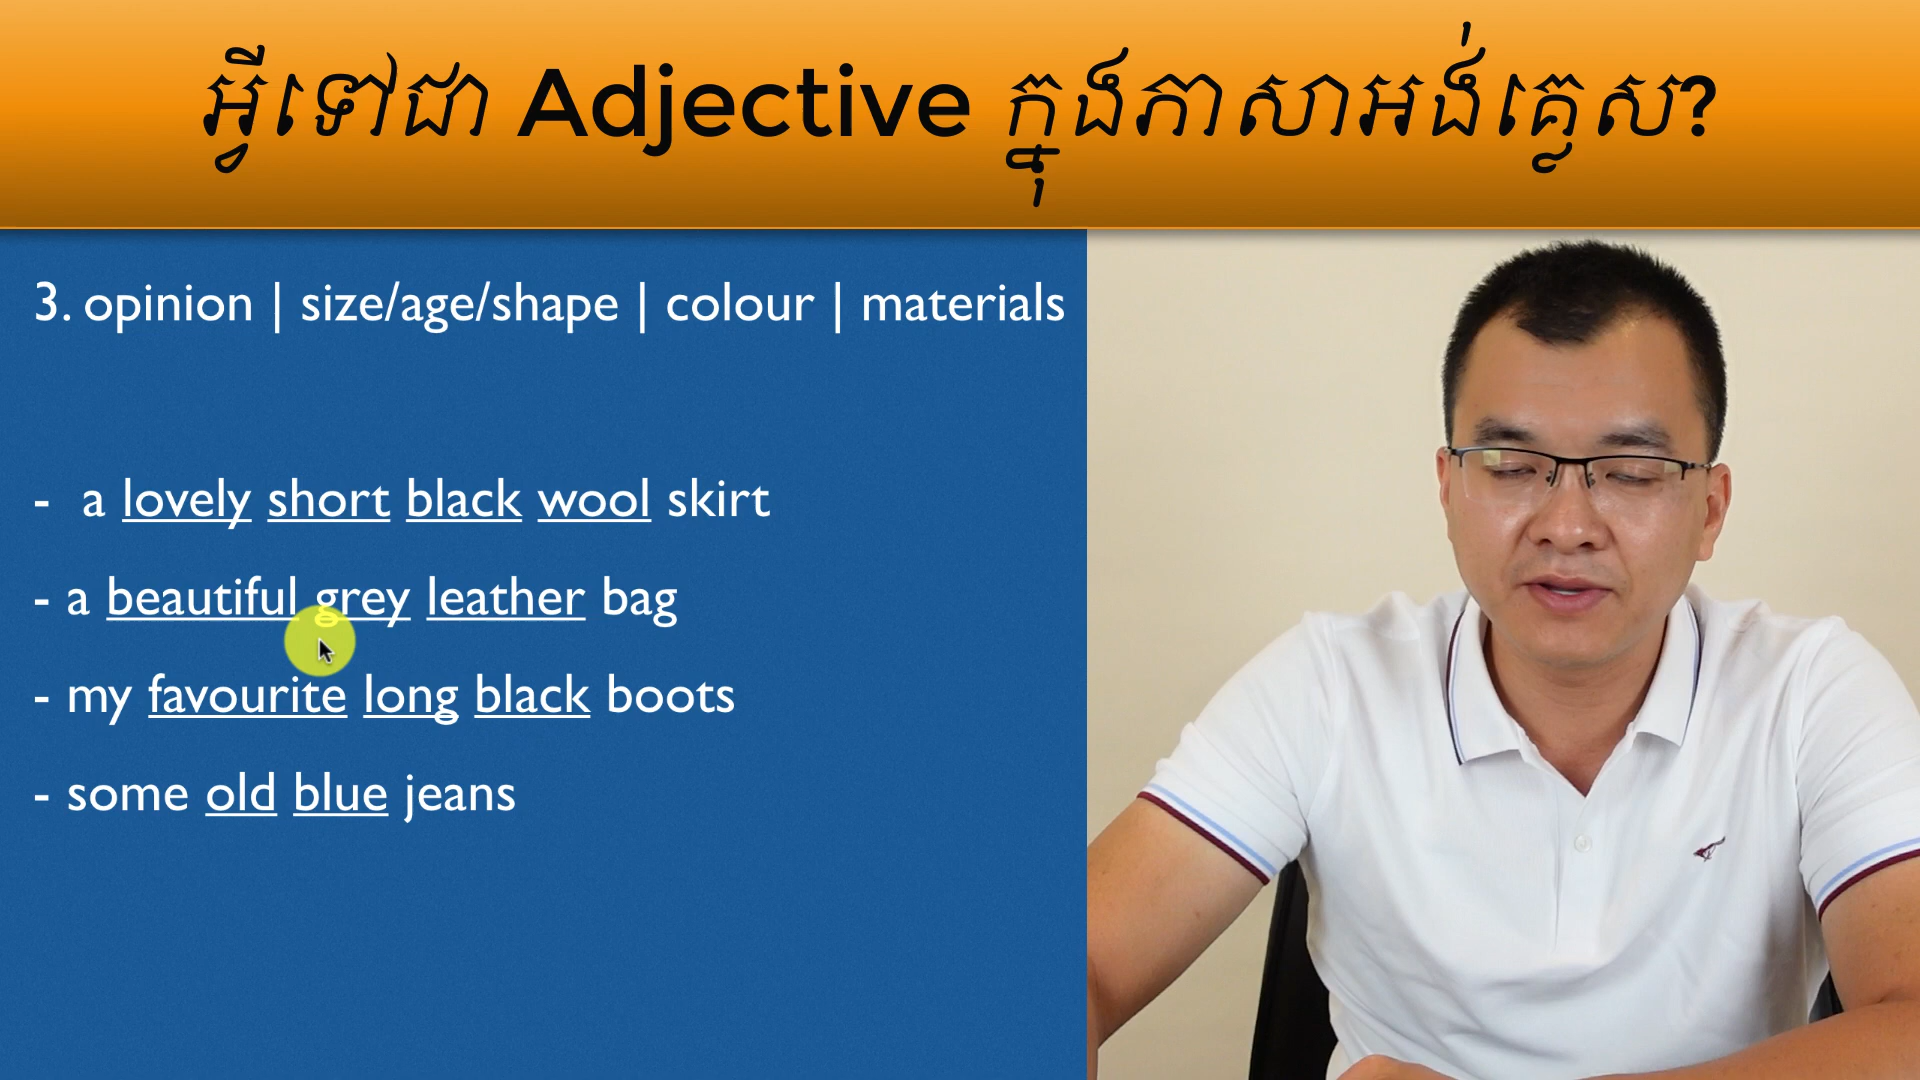 អ្វីទៅជា Adjective ក្នុងភាសាអង់គ្លេស?
3. opinion | size/age/shape | colour | materials
- a lovely short black wool skirt
- a beautiful grey leather bag
- my favourite long black boots
- some old blue jeans